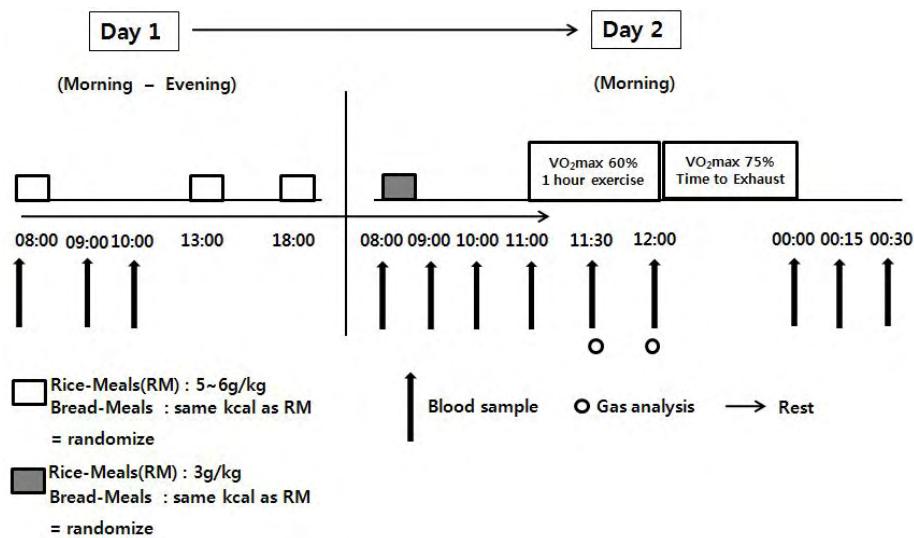 Day 1
Day 2
(Morning – Evening)
(Morning)
VO₂max 60%
1 hour exercise
VO₂max 75%
Time to Exhaust
08:00 09:00 10:00 13:00 18:00
08:00 09:00 10:00 11:00 11:30 12:00 00:00 00:15 00:30
Rice-Meals(RM) : 5~6g/kg
Bread-Meals : same kcal as RM
= randomize
Blood sample
Gas analysis
Rest
Rice-Meals(RM) : 3g/kg
Bread-Meals : same kcal as RM
= randomize